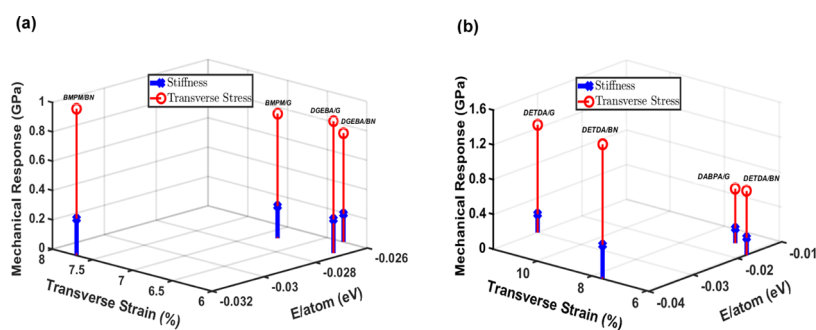 (a)
Mechanical Response (GPa)
1
0.8
0.6
0.4
0.2
0
8
7.5
7
6.5
6
Transverse Strain (%)
-0.032
-0.03
-0.028
-0.026
E/atom (eV)
Stiffness
Transverse Stress
BMPM/BN
BMPM/G
DGEBA/G
DGEBA/BN
(b)
Mechanical Response (GPa)
1.6
1.2
0.8
0.4
0
10
8
6
Transverse Strain (%)
-0.04
-0.03
-0.02
-0.01
E/atom (eV)
Stiffness
Transverse Stress
DETDA/G
DETDA/BN
DABPA/G
DETDA/BN